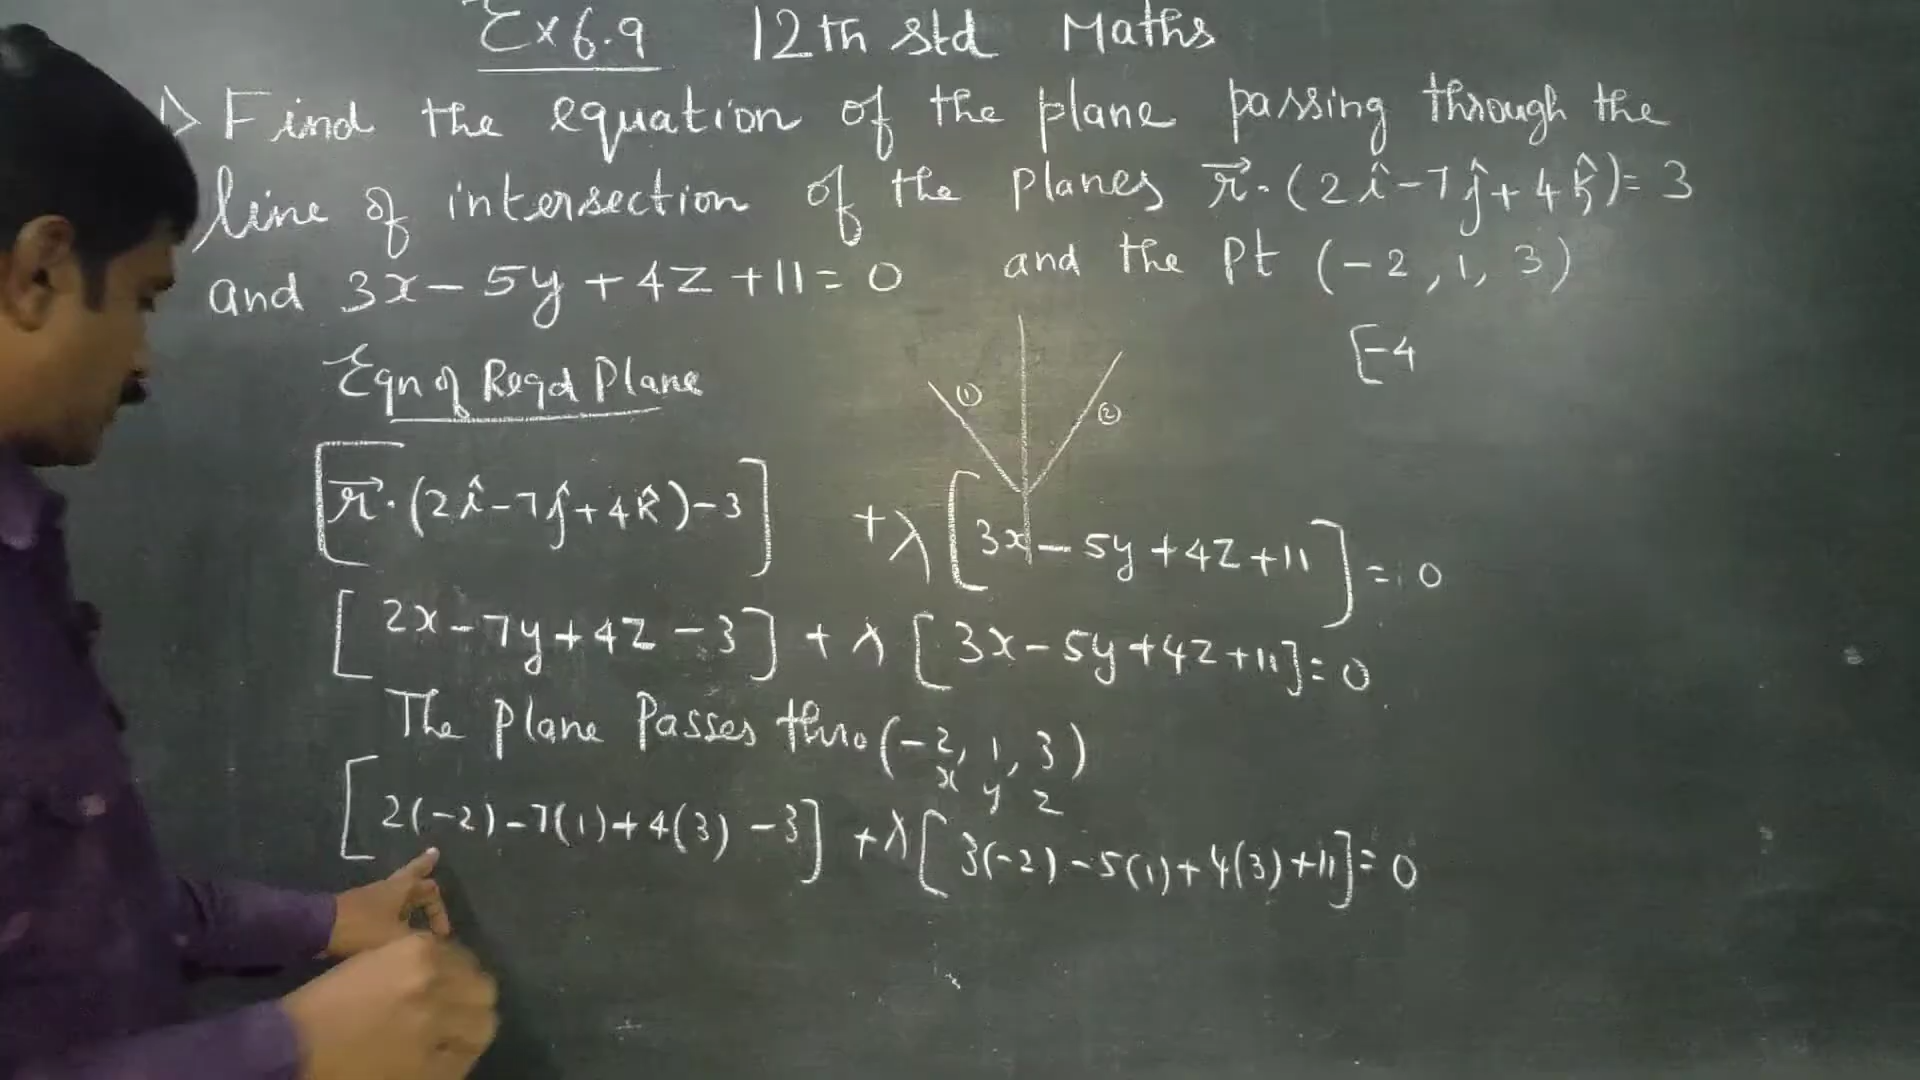 Ex 6.9 12th std Maths
1) Find the equation of the plane passing through the
line of intersection of the planes r⃗·(2î-7ĵ+4k̂)=3
and 3x-5y+4z+11=0 and the pt (-2, 1, 3)
[-4
Eqn of Reqd Plane
① ②
[r⃗·(2î-7ĵ+4k̂)-3] +λ[3x-5y+4z+11]=0
[2x-7y+4z-3]+λ[3x-5y+4z+11]=0
The plane Passes thro (-2, 1, 3)
x y z
[2(-2)-7(1)+4(3)-3]+λ[3(-2)-5(1)+4(3)+11]=0